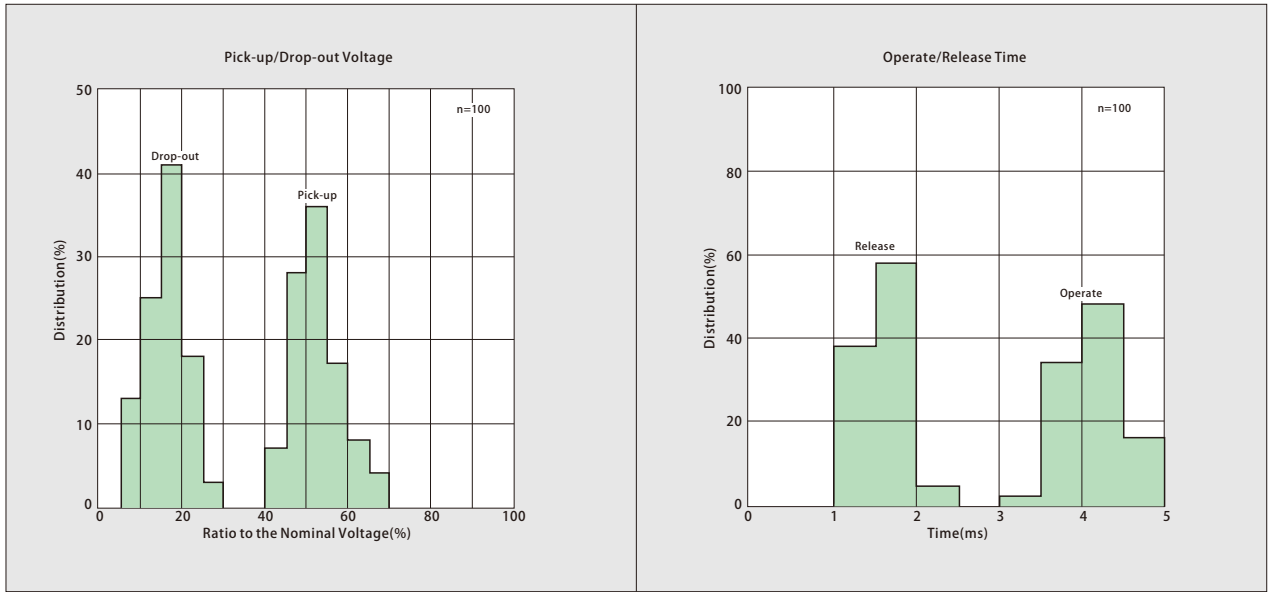 Pick-up/Drop-out Voltage
50
n=100
Drop-out
40
Pick-up
30
Distribution(%)
20
10
0
0 20 40 60 80 100
Ratio to the Nominal Voltage(%)
Operate/Release Time
100
n=100
80
60
Release
Operate
Distribution(%)
40
20
0
0 1 2 3 4 5
Time(ms)